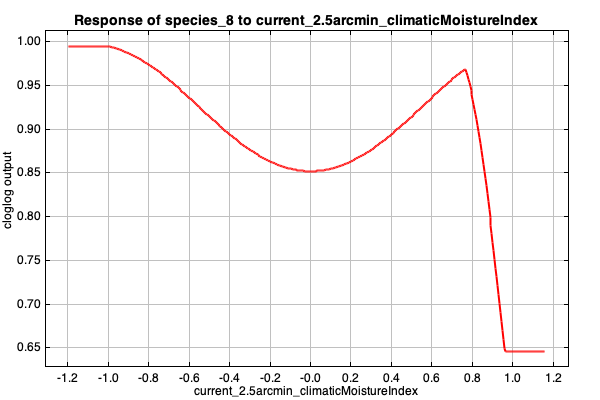 Response of species_8 to current_2.5arcmin_climaticMoistureIndex
1.00
0.95
0.90
0.85
0.80
0.75
0.70
0.65
cloglog output
-1.2 -1.0 -0.8 -0.6 -0.4 -0.2 -0.0 0.2 0.4 0.6 0.8 1.0 1.2
current_2.5arcmin_climaticMoistureIndex